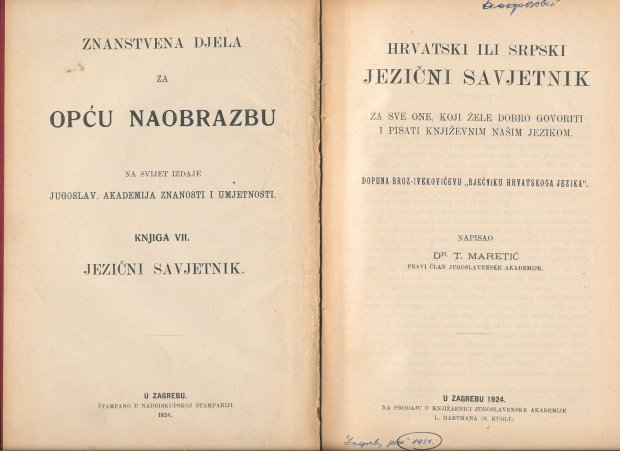 ZNANSTVENA DJELA
ZA
OPĆU NAOBRAZBU
NA SVIJET IZDAJE
JUGOSLAV. AKADEMIJA ZNANOSTI I UMJETNOSTI.
KNJIGA VII.
JEZIČNI SAVJETNIK.
U ZAGREBU.
ŠTAMPANO U NADBISKUPSKOJ ŠTAMPARIJI.
1924.
HRVATSKI ILI SRPSKI
JEZIČNI SAVJETNIK
ZA SVE ONE, KOJI ŽELE DOBRO GOVORITI
I PISATI KNJIŽEVNIM NAŠIM JEZIKOM.
DOPUNA BROZ-IVEKOVIĆEVU „RJEČNIKU HRVATSKOGA JEZIKA“.
NAPISAO
DR. T. MARETIĆ
PRAVI ČLAN JUGOSLAVENSKE AKADEMIJE.
U ZAGREBU 1924.
NA PRODAJU U KNJIŽARNICI JUGOSLAVENSKE AKADEMIJE
L. HARTMANA (S. KUGLI).
Zagreb, 1951.